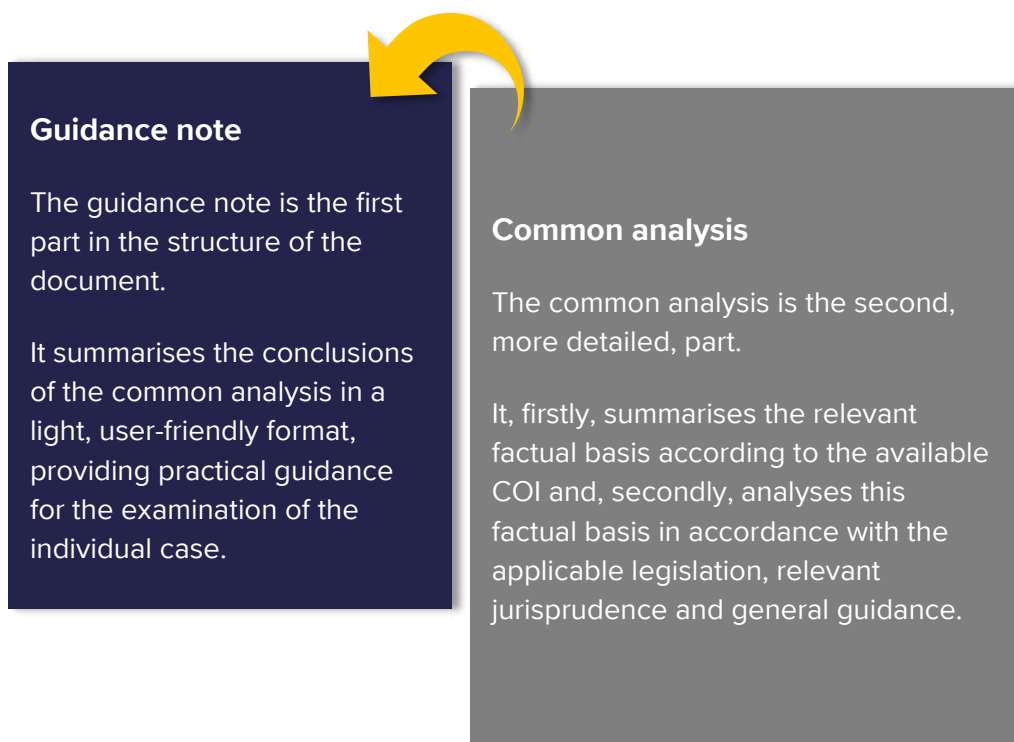 Guidance note
The guidance note is the first
part in the structure of the
document.
It summarises the conclusions
of the common analysis in a
light, user-friendly format,
providing practical guidance
for the examination of the
individual case.
Common analysis
The common analysis is the second,
more detailed, part.
It, firstly, summarises the relevant
factual basis according to the available
COI and, secondly, analyses this
factual basis in accordance with the
applicable legislation, relevant
jurisprudence and general guidance.